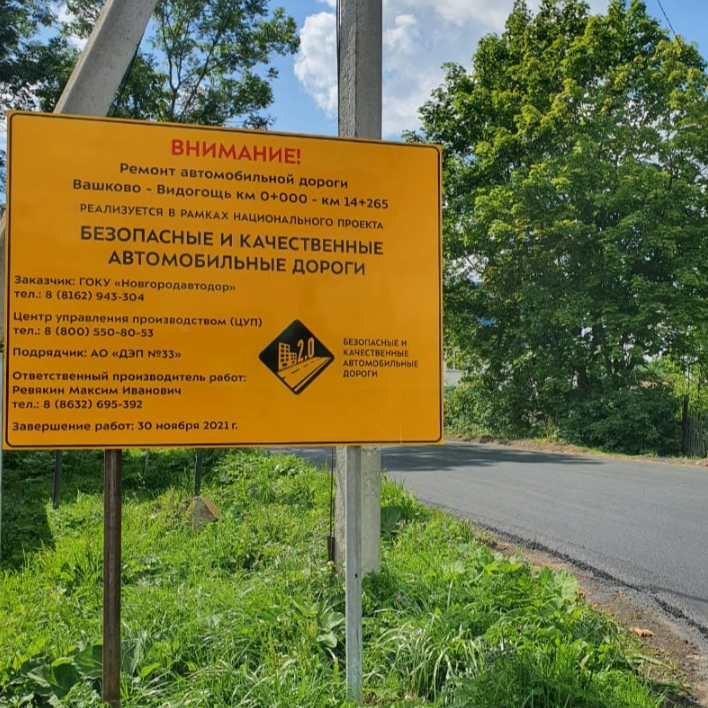 ВНИМАНИЕ!
Ремонт автомобильной дороги
Вашково - Видогощь км 0+000 - км 14+265
РЕАЛИЗУЕТСЯ В РАМКАХ НАЦИОНАЛЬНОГО ПРОЕКТА
БЕЗОПАСНЫЕ И КАЧЕСТВЕННЫЕ
АВТОМОБИЛЬНЫЕ ДОРОГИ
Заказчик: ГОКУ «Новгородавтодор»
тел.: 8 (8162) 943-304
Центр управления производством (ЦУП)
тел.: 8 (800) 550-80-53
Подрядчик: АО «ДЭП №33»
Ответственный производитель работ:
Ревякин Максим Иванович
тел.: 8 (8632) 695-392
Завершение работ: 30 ноября 2021 г.
2.0
БЕЗОПАСНЫЕ И
КАЧЕСТВЕННЫЕ
АВТОМОБИЛЬНЫЕ
ДОРОГИ